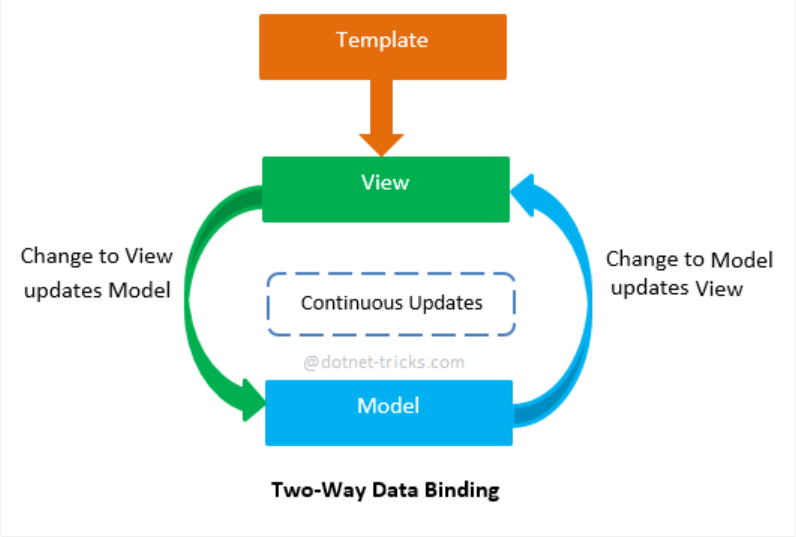 Template
View
Change to View
updates Model
Change to Model
updates View
Continuous Updates
@dotnet-tricks.com
Model
Two-Way Data Binding